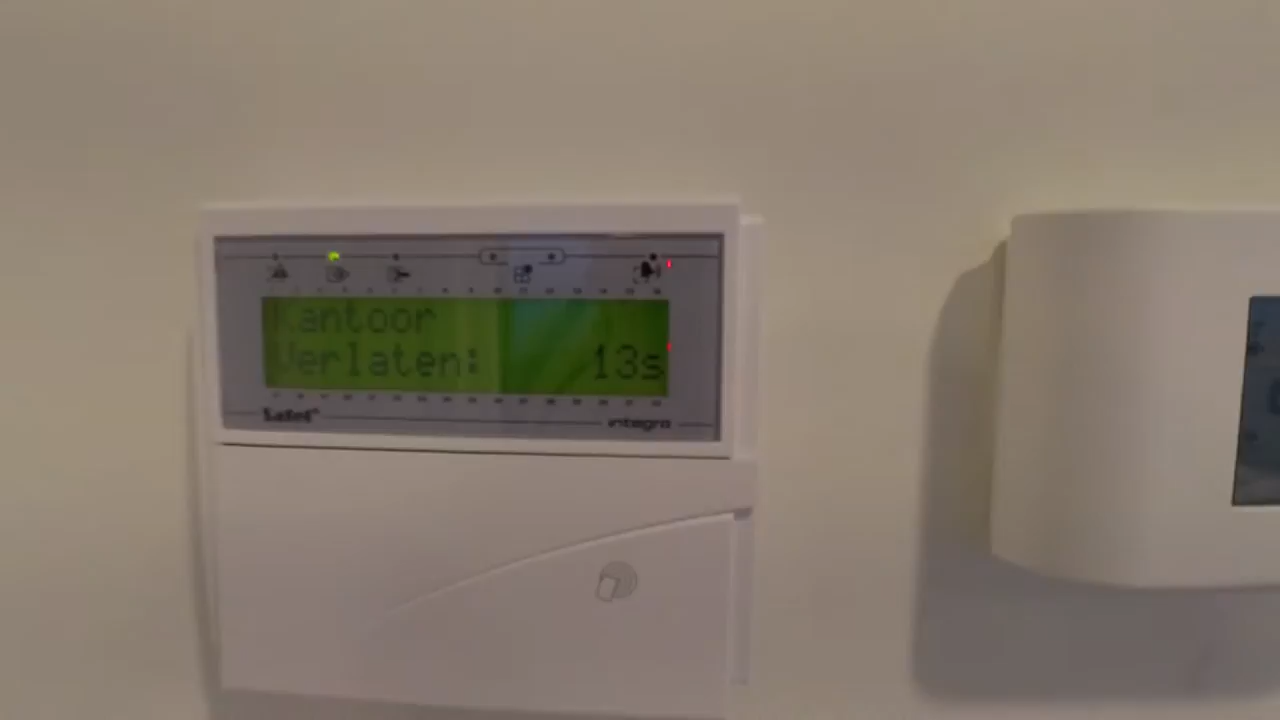 Kantoor
Verlaten: 13s
Satel
integra